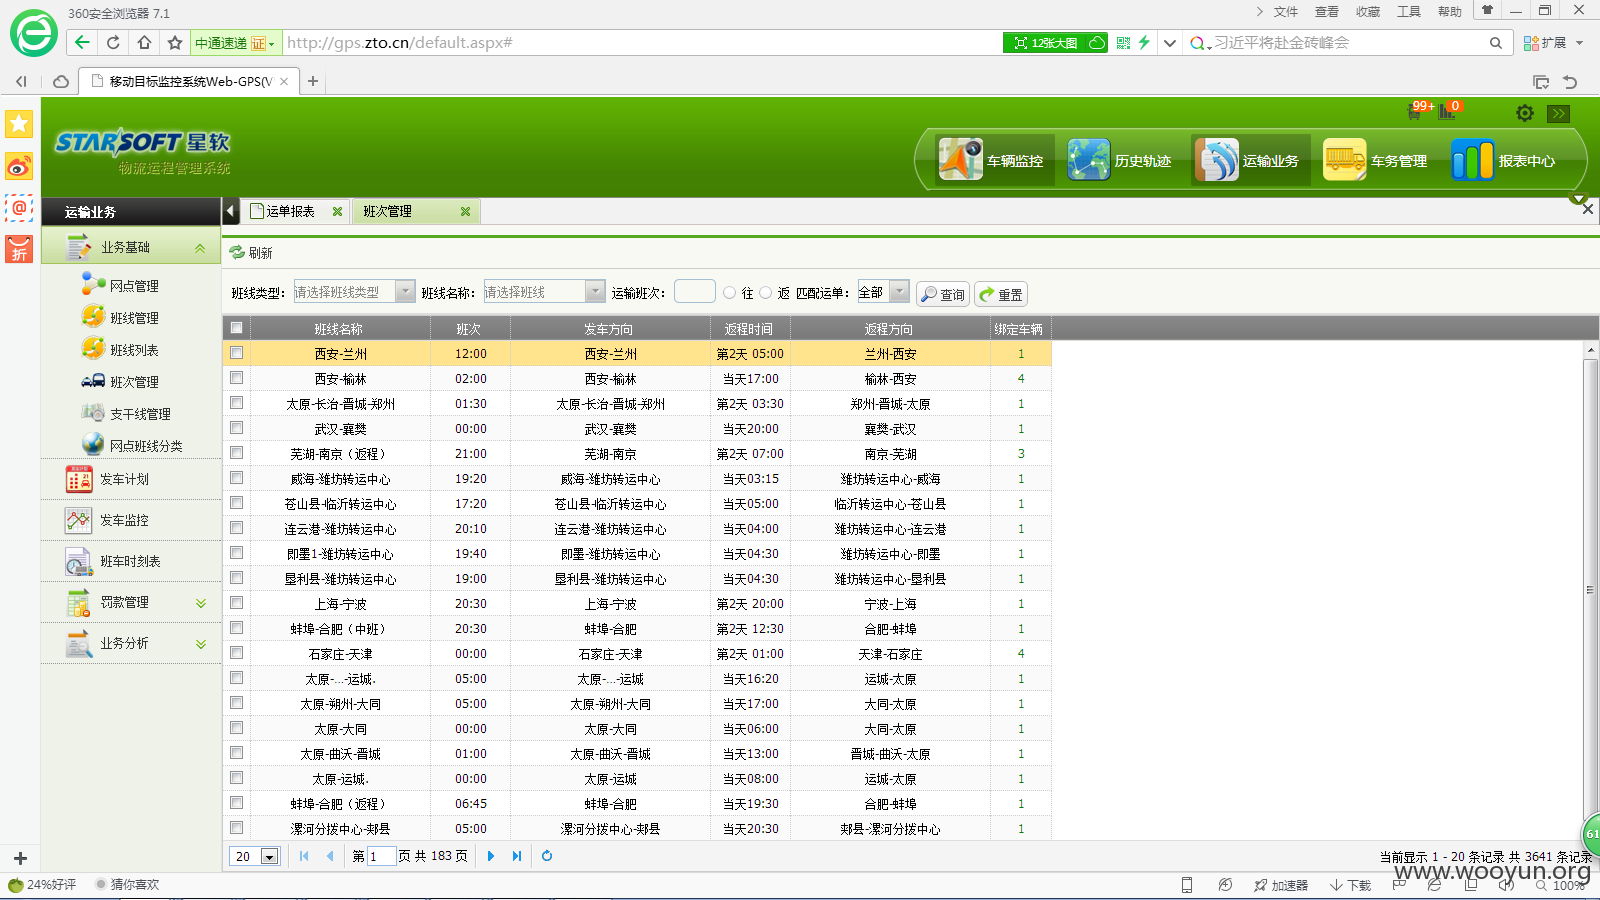 360安全浏览器 7.1
文件 查看 收藏 工具 帮助
中通速递 证 http://gps.zto.cn/default.aspx#
12张大图 习近平将赴金砖峰会 扩展
移动目标监控系统Web-GPS(V
99+ 0
STARSOFT 星软
物流运程管理系统
车辆监控 历史轨迹 运输业务 车务管理 报表中心
折
运输业务
业务基础
网点管理
班线管理
班线列表
班次管理
支干线管理
网点班线分类
发车计划
发车监控
班车时刻表
罚款管理
业务分析
运单报表 班次管理
刷新
班线类型： 请选择班线类型 班线名称： 请选择班线 运输班次： 往 返 匹配运单： 全部 查询 重置
班线名称 班次 发车方向 返程时间 返程方向 绑定车辆
西安-兰州 12:00 西安-兰州 第2天 05:00 兰州-西安 1
西安-榆林 02:00 西安-榆林 当天17:00 榆林-西安 4
太原-长治-晋城-郑州 01:30 太原-长治-晋城-郑州 第2天 03:30 郑州-晋城-太原 1
武汉-襄樊 00:00 武汉-襄樊 当天20:00 襄樊-武汉 1
芜湖-南京（返程） 21:00 芜湖-南京 第2天 07:00 南京-芜湖 3
威海-潍坊转运中心 19:20 威海-潍坊转运中心 当天03:15 潍坊转运中心-威海 1
苍山县-临沂转运中心 17:20 苍山县-临沂转运中心 当天05:00 临沂转运中心-苍山县 1
连云港-潍坊转运中心 20:10 连云港-潍坊转运中心 当天04:00 潍坊转运中心-连云港 1
即墨1-潍坊转运中心 19:40 即墨-潍坊转运中心 当天04:30 潍坊转运中心-即墨 1
垦利县-潍坊转运中心 19:00 垦利县-潍坊转运中心 当天04:30 潍坊转运中心-垦利县 1
上海-宁波 20:30 上海-宁波 第2天 20:00 宁波-上海 1
蚌埠-合肥（中班） 20:30 蚌埠-合肥 第2天 12:30 合肥-蚌埠 1
石家庄-天津 00:00 石家庄-天津 第2天 01:00 天津-石家庄 4
太原-...-运城. 05:00 太原-...-运城 当天16:20 运城-太原 1
太原-朔州-大同 05:00 太原-朔州-大同 当天17:00 大同-太原 1
太原-大同 00:00 太原-大同 当天06:00 大同-太原 1
太原-曲沃-晋城 01:00 太原-曲沃-晋城 当天13:00 晋城-曲沃-太原 1
太原-运城. 00:00 太原-运城 当天08:00 运城-太原 1
蚌埠-合肥（返程） 06:45 蚌埠-合肥 当天19:30 合肥-蚌埠 1
漯河分拨中心-郏县 05:00 漯河分拨中心-郏县 当天20:30 郏县-漯河分拨中心 1
20 第 1 页 共 183 页 当前显示 1 - 20 条记录 共 3641 条记录
61
www.wooyun.org
24%好评 猜你喜欢 加速器 下载 100%